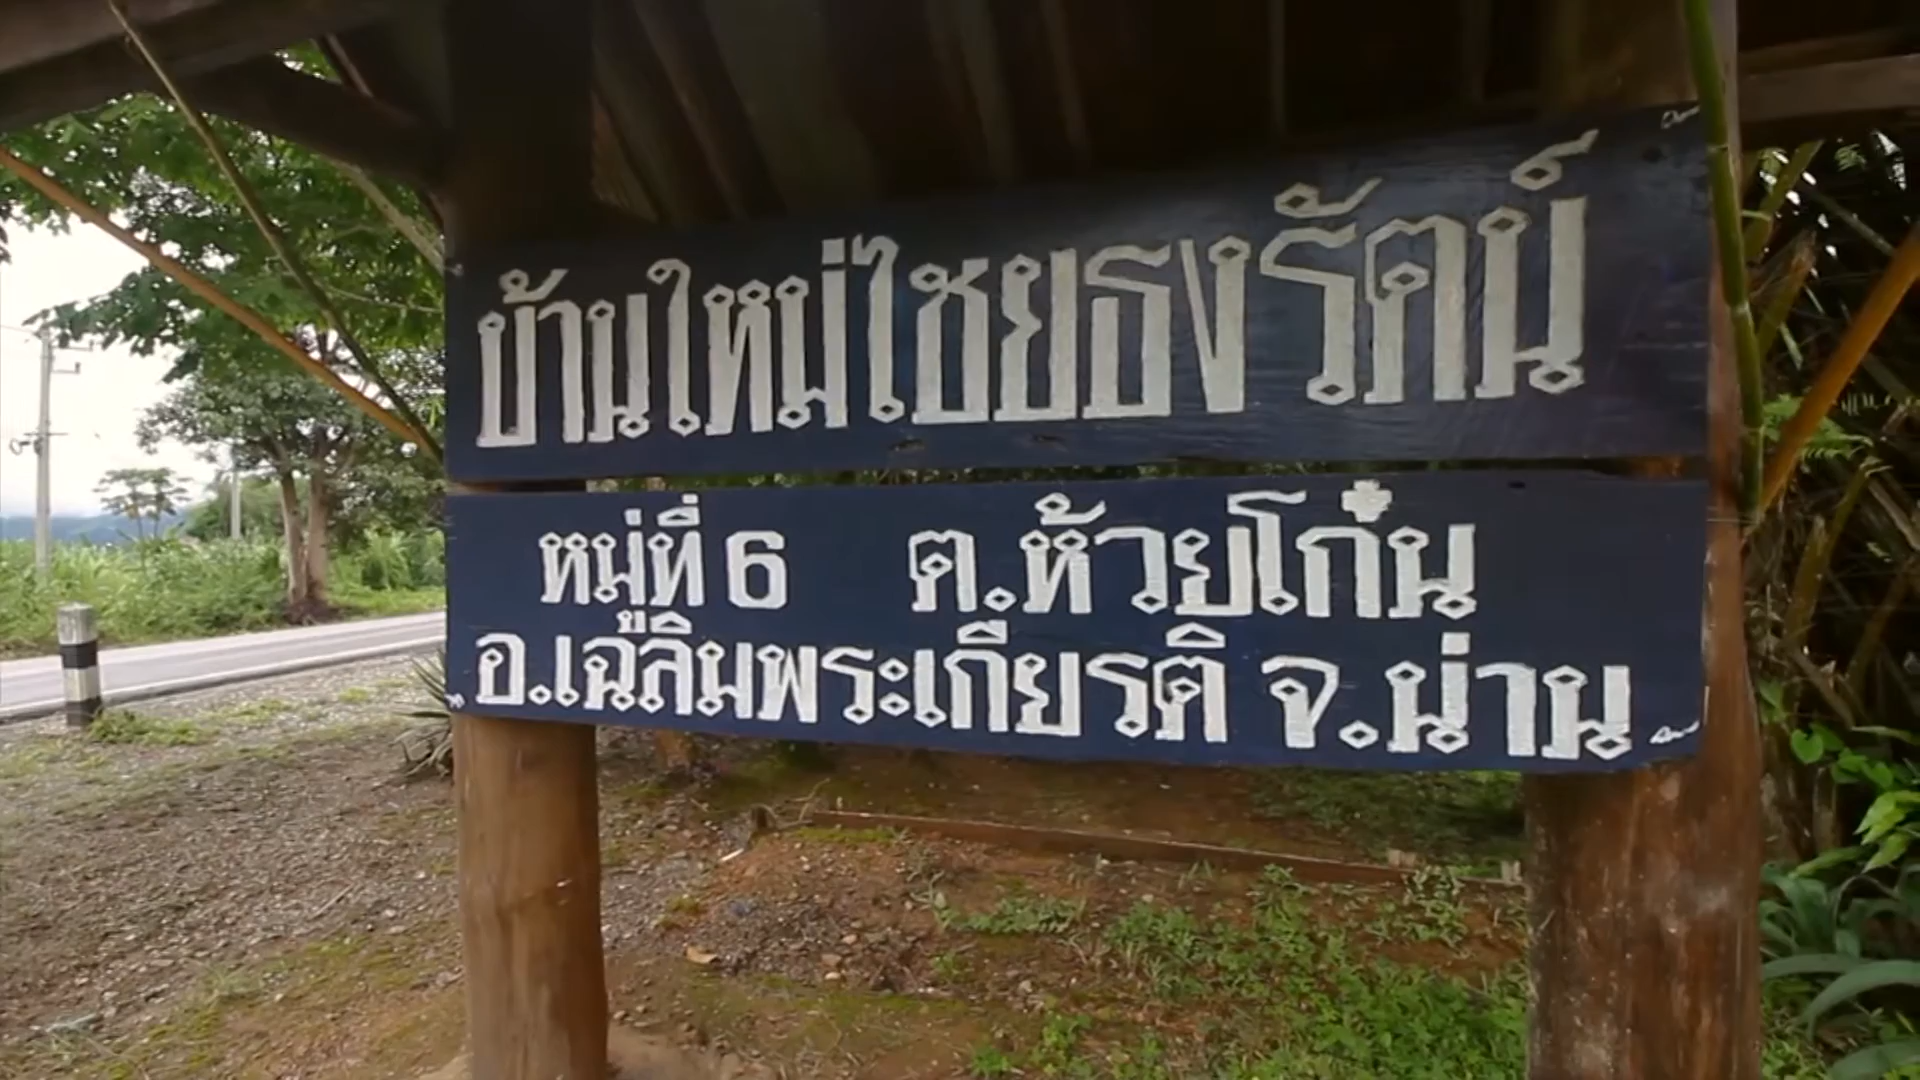 บ้านใหม่ไชยธงรัตน์
หมู่ที่ 6 ต.ห้วยโก๋น
อ.เฉลิมพระเกียรติ จ.น่าน